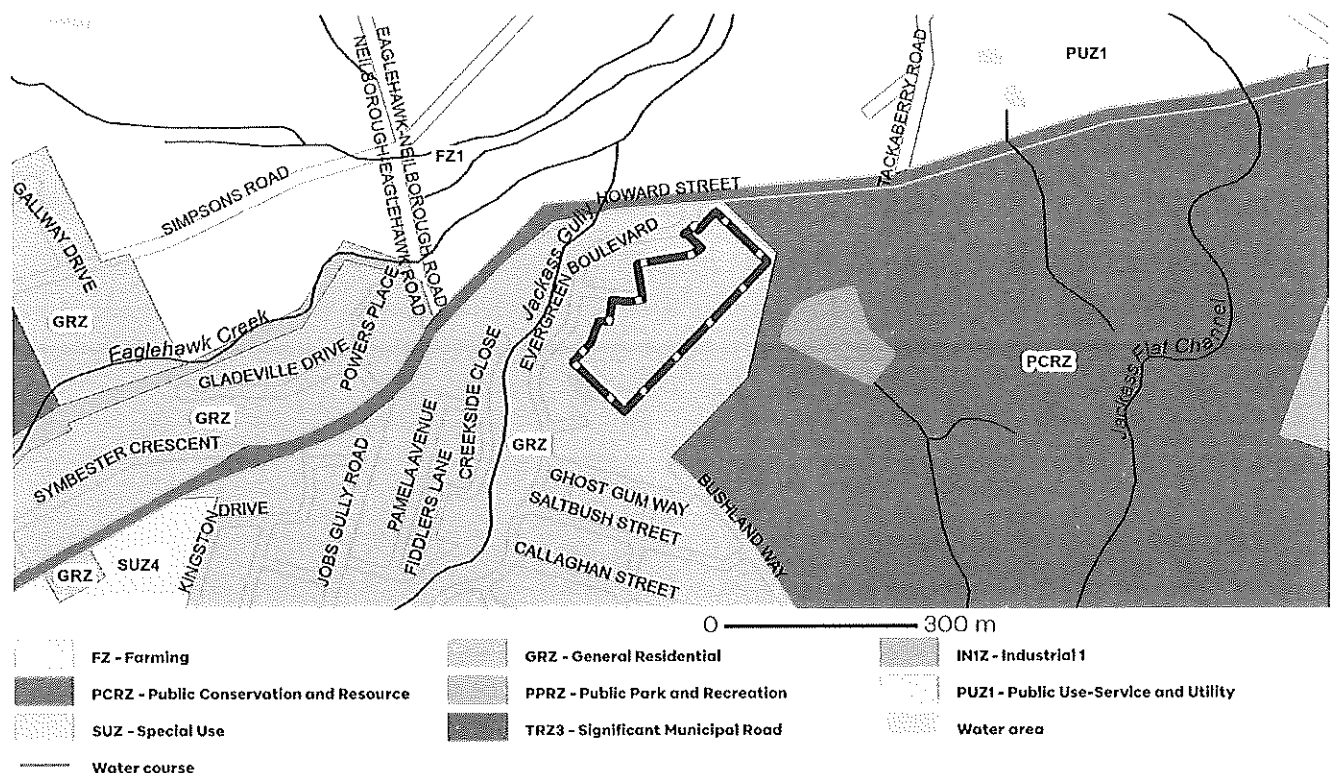 PUZ1
TACKABERRY ROAD
EAGLEHAWK-NEILBOROUGH ROAD
NEILBOROUGH-EAGLEHAWK ROAD
FZ1
GALLWAY DRIVE
SIMPSONS ROAD
HOWARD STREET
Jackass Gully
EVERGREEN BOULEVARD
GRZ
Eaglehawk Creek
POWERS PLACE
GLADEVILLE DRIVE
CREEKSIDE CLOSE
PCRZ
Jackass Flat Channel
GRZ
SYMBESTER CRESCENT
PAMELA AVENUE
FIDDLERS LANE
GRZ
GHOST GUM WAY
SALTBUSH STREET
BUSHLAND WAY
CALLAGHAN STREET
JOBS GULLY ROAD
KINGSTON DRIVE
SUZ4
GRZ
0 300 m
FZ - Farming
GRZ - General Residential
IN1Z - Industrial 1
PCRZ - Public Conservation and Resource
PPRZ - Public Park and Recreation
PUZ1 - Public Use-Service and Utility
SUZ - Special Use
TRZ3 - Significant Municipal Road
Water area
Water course